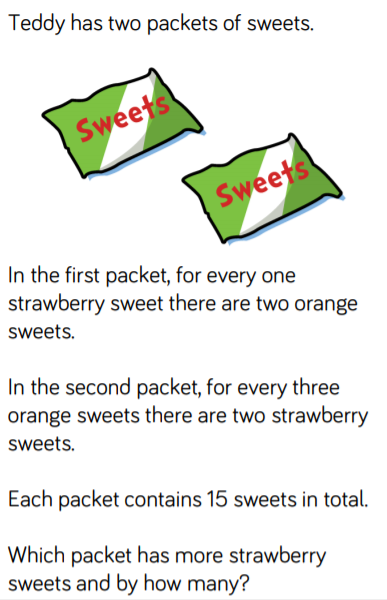 Teddy has two packets of sweets.
Sweets
Sweets
In the first packet, for every one
strawberry sweet there are two orange
sweets.
In the second packet, for every three
orange sweets there are two strawberry
sweets.
Each packet contains 15 sweets in total.
Which packet has more strawberry
sweets and by how many?